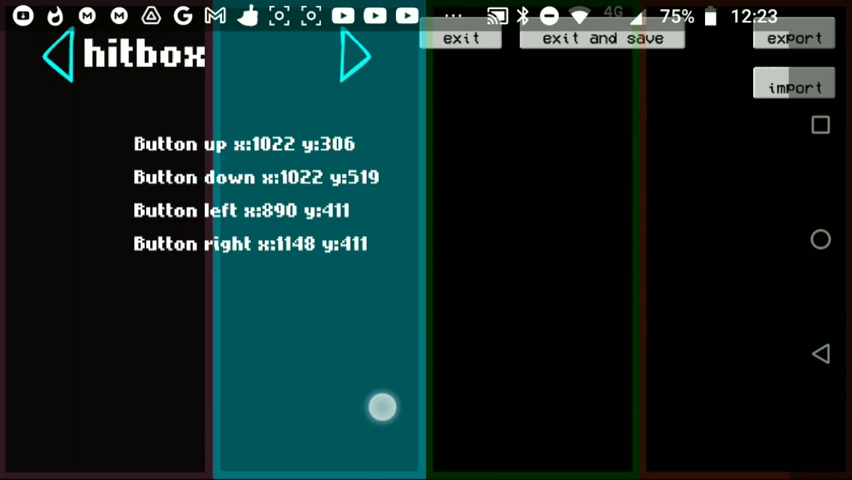 4G 75% 12:23
hitbox
exit
exit and save
export
import
Button up x:1022 y:306
Button down x:1022 y:519
Button left x:890 y:411
Button right x:1148 y:411